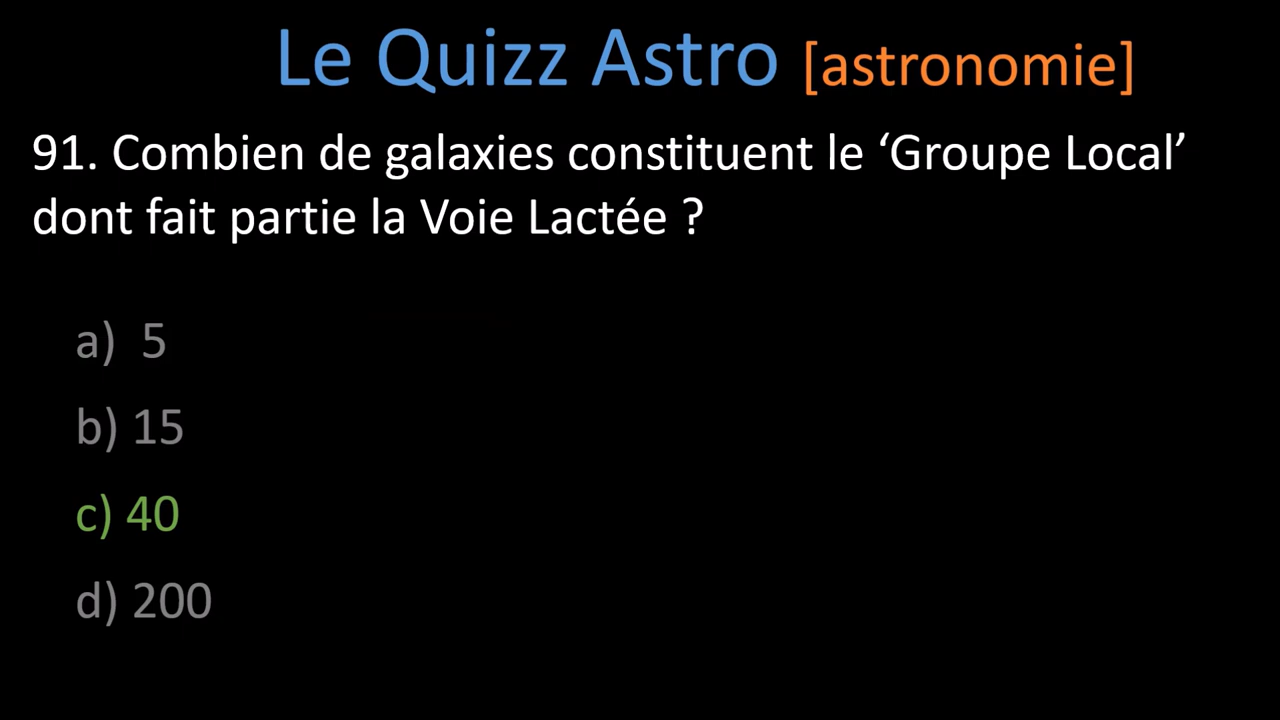 Le Quizz Astro [astronomie]
91. Combien de galaxies constituent le ‘Groupe Local’
dont fait partie la Voie Lactée ?
a) 5
b) 15
c) 40
d) 200